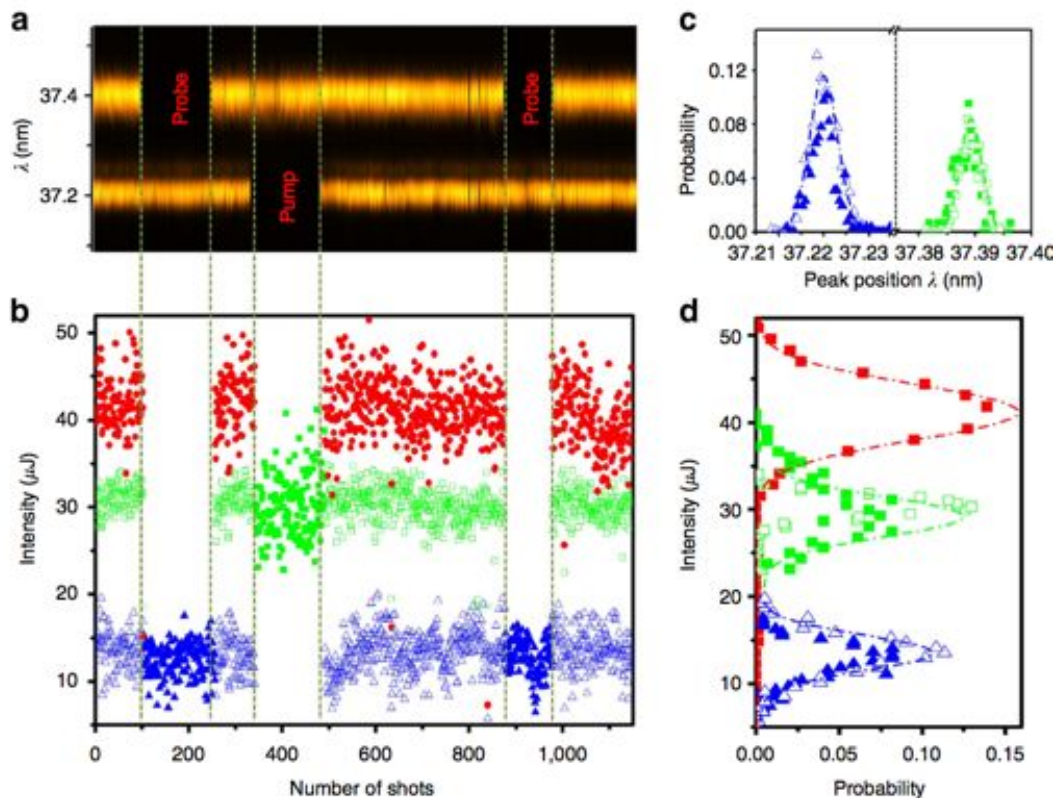 a
37.4
37.2
λ (nm)
Probe
Pump
Probe
b
50
40
30
20
10
Intensity (μJ)
0
200
400
600
800
1,000
Number of shots
c
0.12
0.08
0.04
0.00
Probability
37.21 37.22 37.23 37.38 37.39 37.40
Peak position λ (nm)
d
50
40
30
20
10
Intensity (μJ)
0.00 0.05 0.10 0.15
Probability